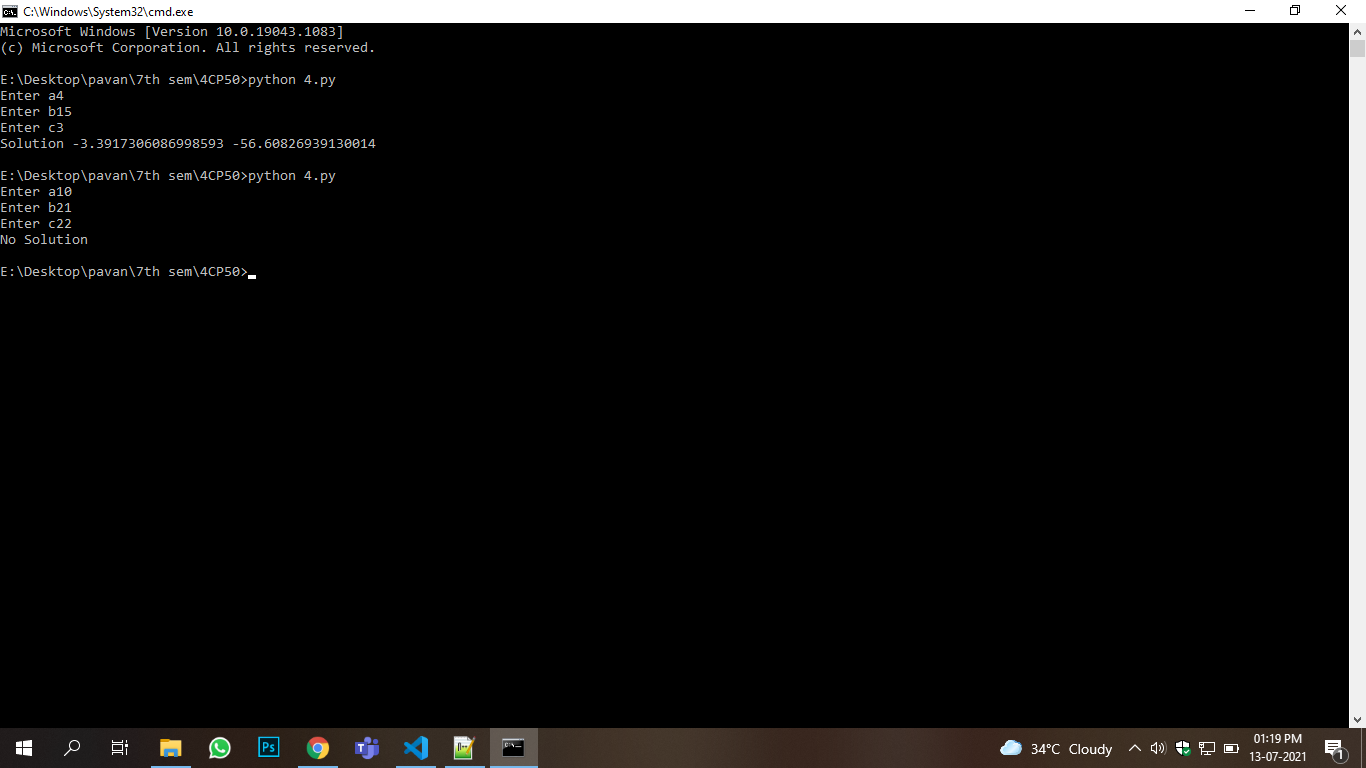 C:\Windows\System32\cmd.exe
Microsoft Windows [Version 10.0.19043.1083]
(c) Microsoft Corporation. All rights reserved.
E:\Desktop\pavan\7th sem\4CP50>python 4.py
Enter a4
Enter b15
Enter c3
Solution -3.3917306086998593 -56.60826939130014
E:\Desktop\pavan\7th sem\4CP50>python 4.py
Enter a10
Enter b21
Enter c22
No Solution
E:\Desktop\pavan\7th sem\4CP50>
Ps
34°C Cloudy
01:19 PM
13-07-2021
1